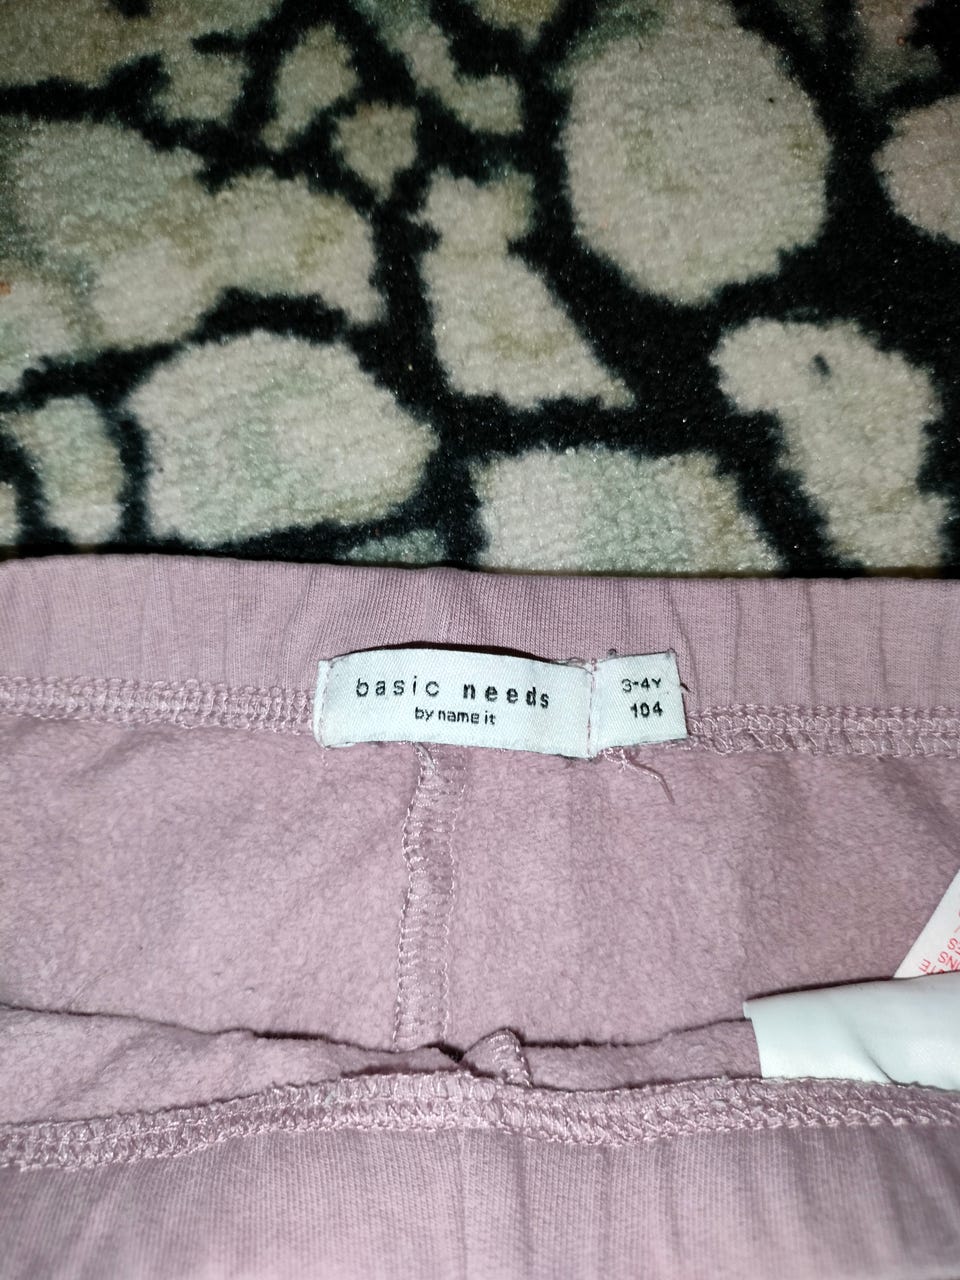 basic needs
by name it
3-4Y
104